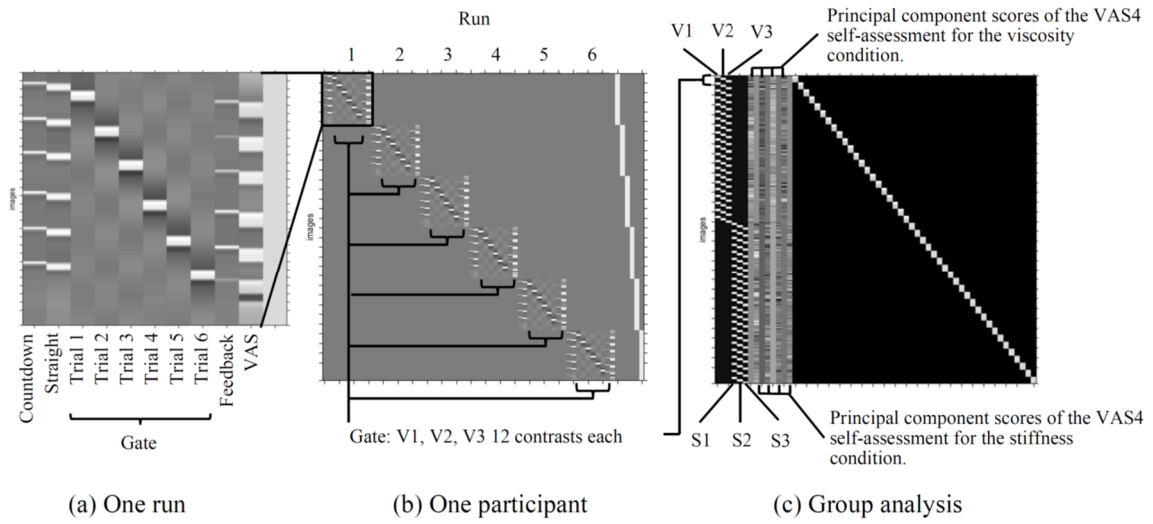 Run
1 2 3 4 5 6
V1 V2 V3
Principal component scores of the VAS4
self-assessment for the viscosity
condition.
images
images
images
Countdown
Straight
Trial 1
Trial 2
Trial 3
Trial 4
Trial 5
Trial 6
Feedback
VAS
Gate
Gate: V1, V2, V3 12 contrasts each
S1 S2 S3
Principal component scores of the VAS4
self-assessment for the stiffness
condition.
(a) One run
(b) One participant
(c) Group analysis